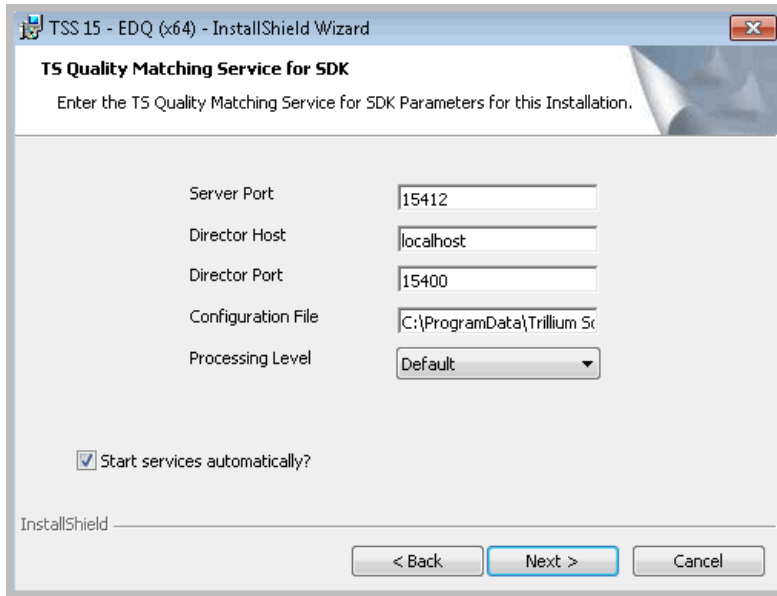 TSS 15 - EDQ (x64) - InstallShield Wizard
TS Quality Matching Service for SDK
Enter the TS Quality Matching Service for SDK Parameters for this Installation.
Server Port 15412
Director Host localhost
Director Port 15400
Configuration File C:\ProgramData\Trillium
Processing Level Default
Start services automatically?
InstallShield
< Back Next > Cancel